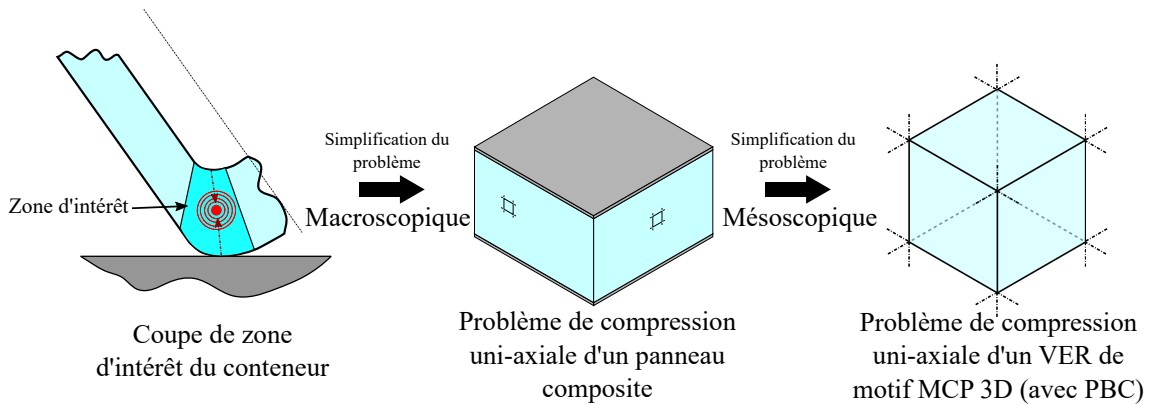 Zone d'intérêt
Coupe de zone
d'intérêt du conteneur
Simplification du
problème
Macroscopique
Problème de compression
uni-axiale d'un panneau
composite
Simplification du
problème
Mésoscopique
Problème de compression
uni-axiale d'un VER de
motif MCP 3D (avec PBC)